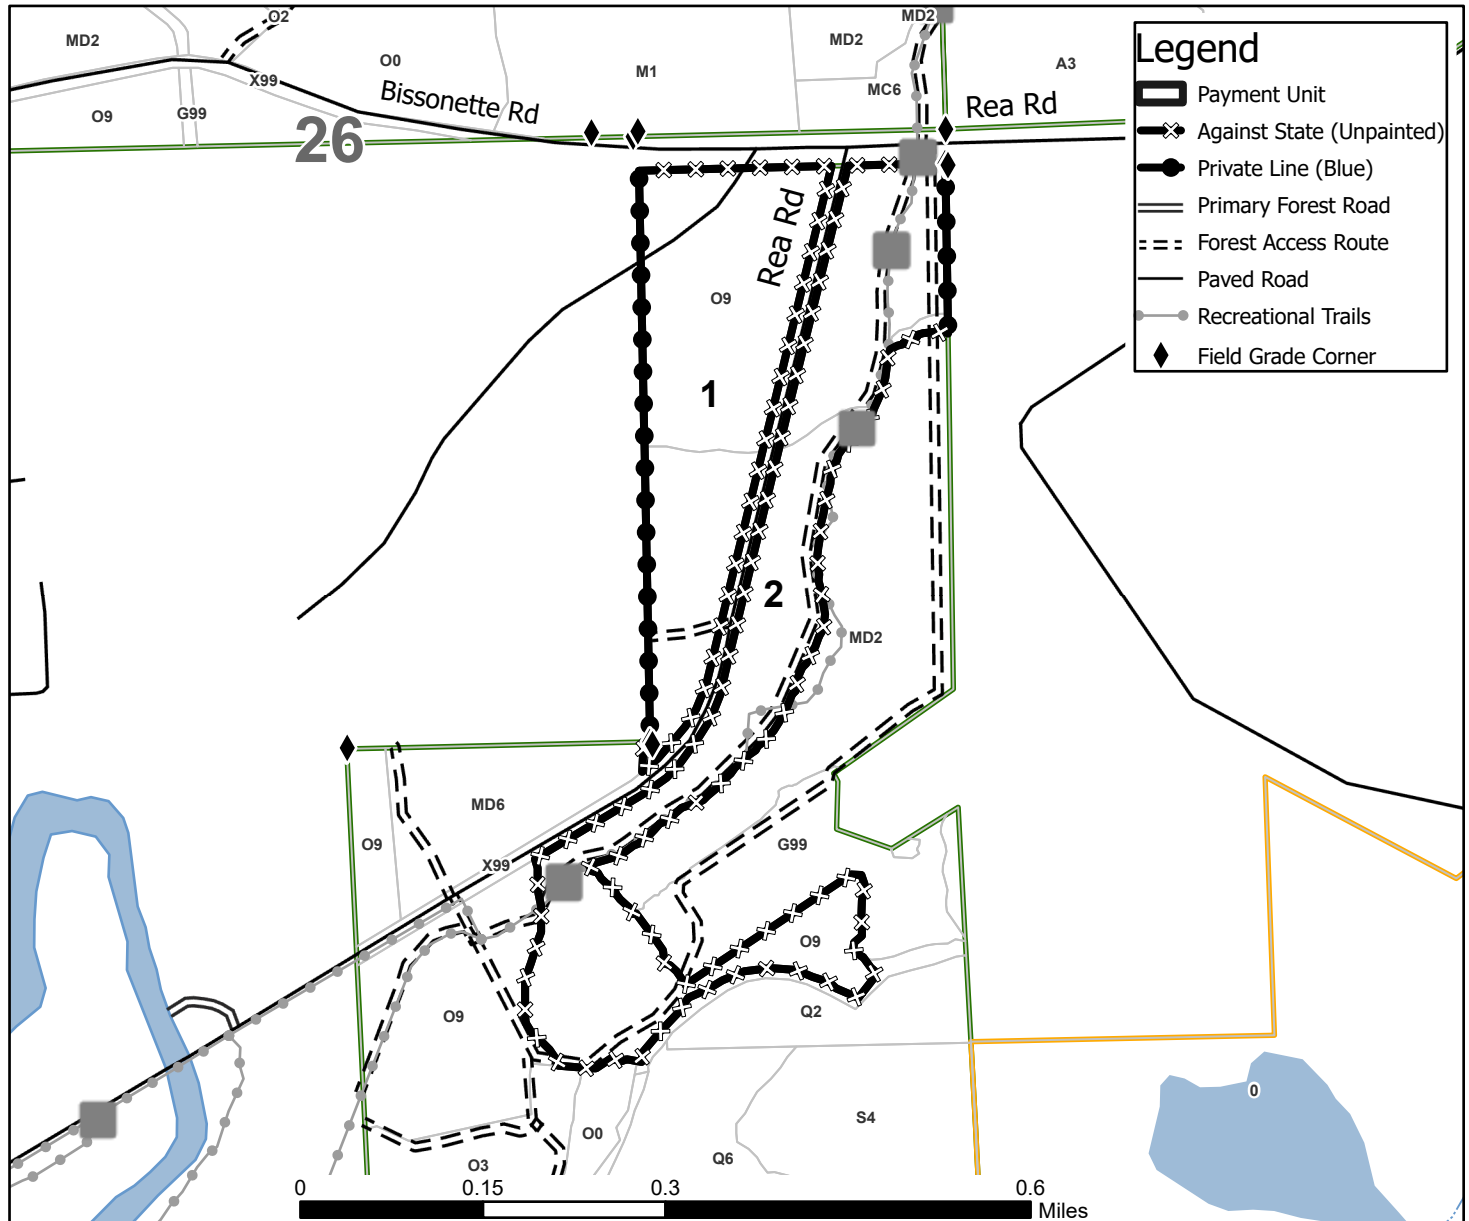 O2
MD2
MD2
MD2
Legend
O0
X99
M1
A3
MC6
Payment Unit
O9
G99
Bissonette Rd
Rea Rd
26
Against State (Unpainted)
Private Line (Blue)
Primary Forest Road
Rea Rd
Forest Access Route
Paved Road
O9
Recreational Trails
Field Grade Corner
1
2
MD2
MD6
O9
X99
G99
O9
O9
Q2
0
S4
O0
Q6
O3
0 0.15 0.3 0.6
Miles